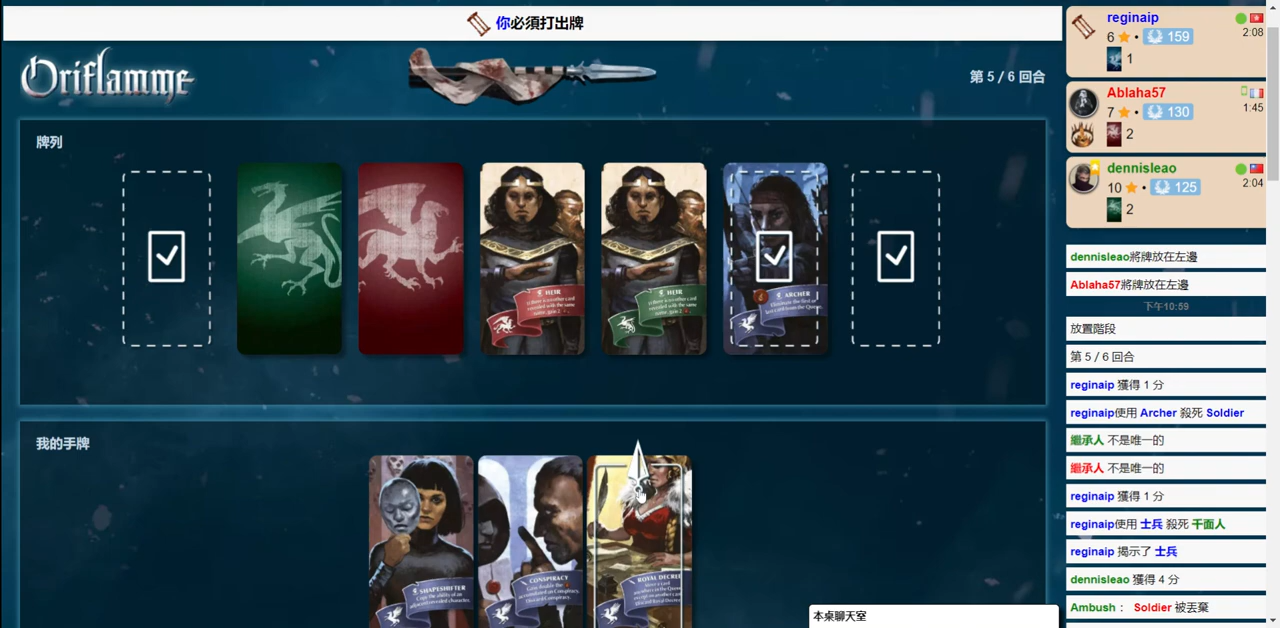 你必須打出牌
Oriflamme
第 5 / 6 回合
牌列
HEIR
HEIR
ARCHER
我的手牌
SHAPESHIFTER
Copy the ability of an
adjacent revealed character.
CONSPIRACY
ROYAL DECREE
本桌聊天室
reginaip
2:08
6 • 159
1
Ablaha57
1:45
7 • 130
2
dennisleao
2:04
10 • 125
2
dennisleao將牌放在左邊
Ablaha57將牌放在左邊
下午10:59
放置階段
第 5 / 6 回合
reginaip 獲得 1 分
reginaip使用 Archer 殺死 Soldier
繼承人 不是唯一的
繼承人 不是唯一的
reginaip 獲得 1 分
reginaip使用 士兵 殺死 千面人
reginaip 揭示了 士兵
dennisleao 獲得 4 分
Ambush： Soldier 被丟棄